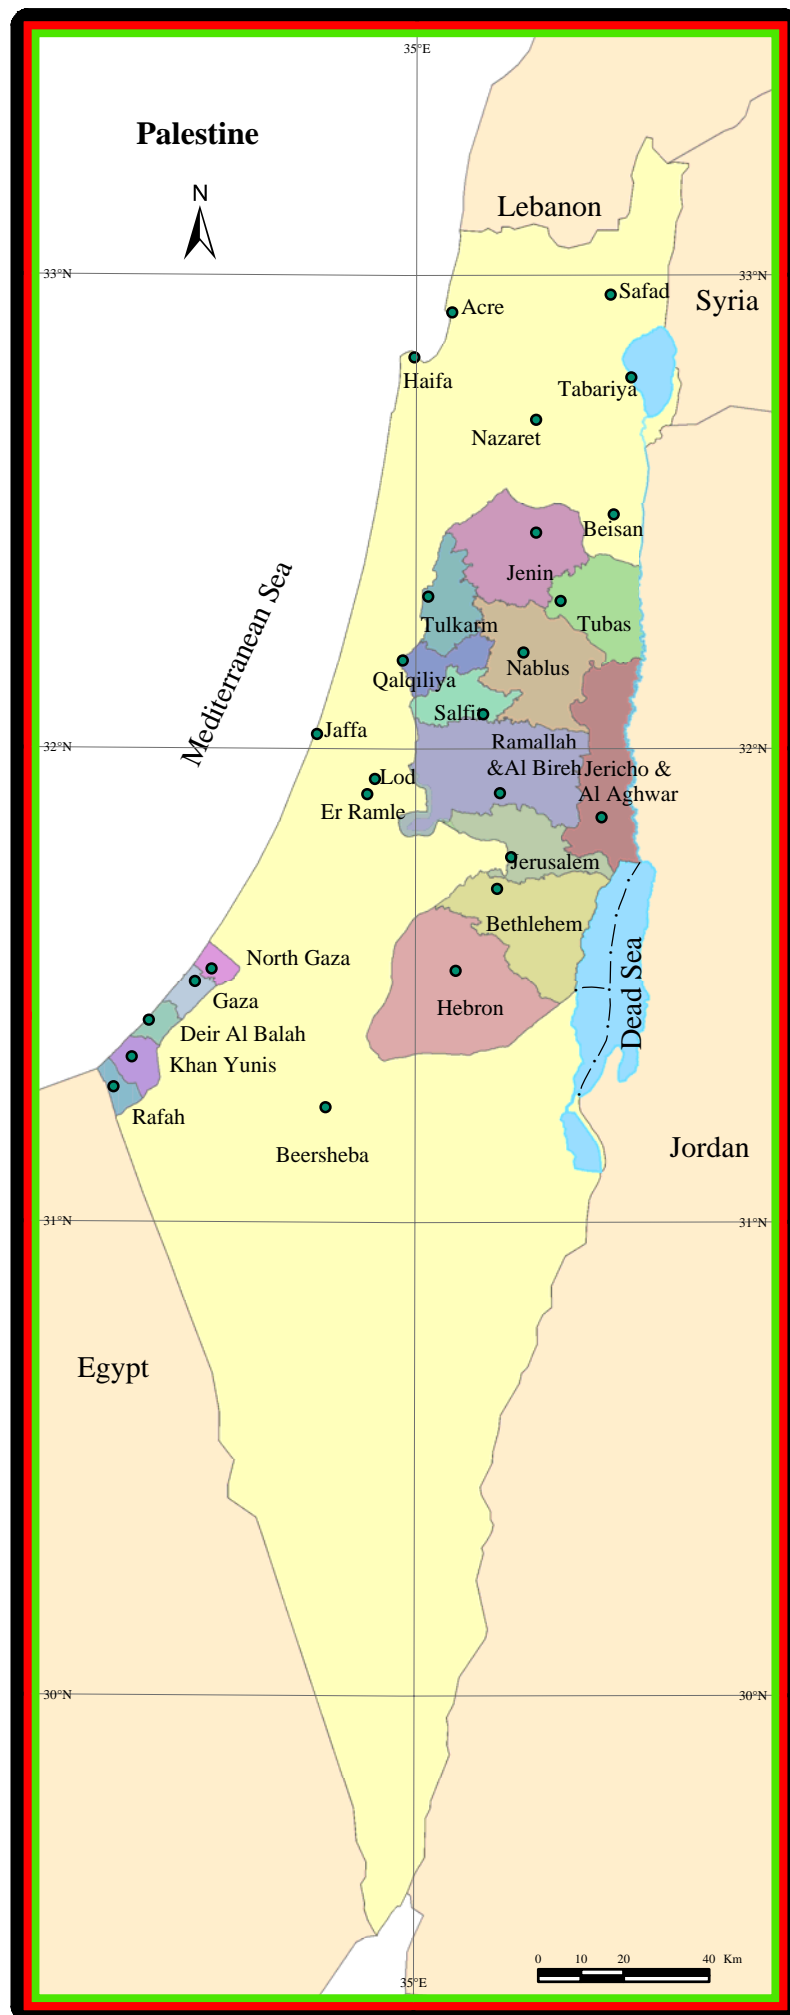 35°E
Palestine
N
Lebanon
33°N
33°N
Safad
Syria
Acre
Haifa
Tabariya
Nazaret
Beisan
Jenin
Mediterranean Sea
Tulkarm
Tubas
Nablus
Qalqiliya
Salfit
Jaffa
32°N
32°N
Ramallah
&Al Bireh
Jericho &
Al Aghwar
Lod
Er Ramle
Jerusalem
Bethlehem
North Gaza
Dead Sea
Gaza
Hebron
Deir Al Balah
Khan Yunis
Rafah
Beersheba
Jordan
31°N
31°N
Egypt
30°N
30°N
0 10 20 40 Km
35°E